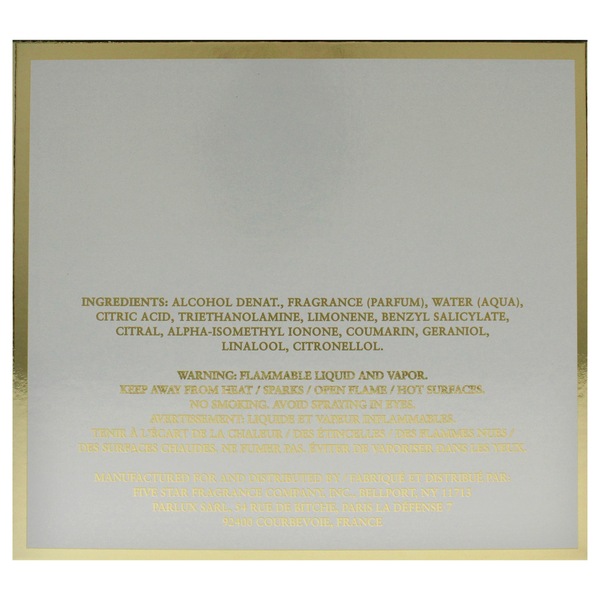 INGREDIENTS: ALCOHOL DENAT., FRAGRANCE (PARFUM), WATER (AQUA),
CITRIC ACID, TRIETHANOLAMINE, LIMONENE, BENZYL SALICYLATE,
CITRAL, ALPHA-ISOMETHYL IONONE, COUMARIN, GERANIOL,
LINALOOL, CITRONELLOL.
WARNING: FLAMMABLE LIQUID AND VAPOR.
KEEP AWAY FROM HEAT / SPARKS / OPEN FLAME / HOT SURFACES.
NO SMOKING. AVOID SPRAYING IN EYES.
AVERTISSEMENT: LIQUIDE ET VAPEUR INFLAMMABLES.
TENIR À L'ÉCART DE LA CHALEUR / DES ÉTINCELLES / DES FLAMMES NUES /
DES SURFACES CHAUDES. NE FUMER PAS. ÉVITER DE VAPORISER DANS LES YEUX.
MANUFACTURED FOR AND DISTRIBUTED BY: / FABRIQUÉ ET DISTRIBUÉ PAR:
FIVE STAR FRAGRANCE COMPANY, INC., BELLPORT, NY 11713
PARLUX SARL, 54 RUE DE BITCHE, PARIS LA DÉFENSE 7
92400 COURBEVOIE, FRANCE